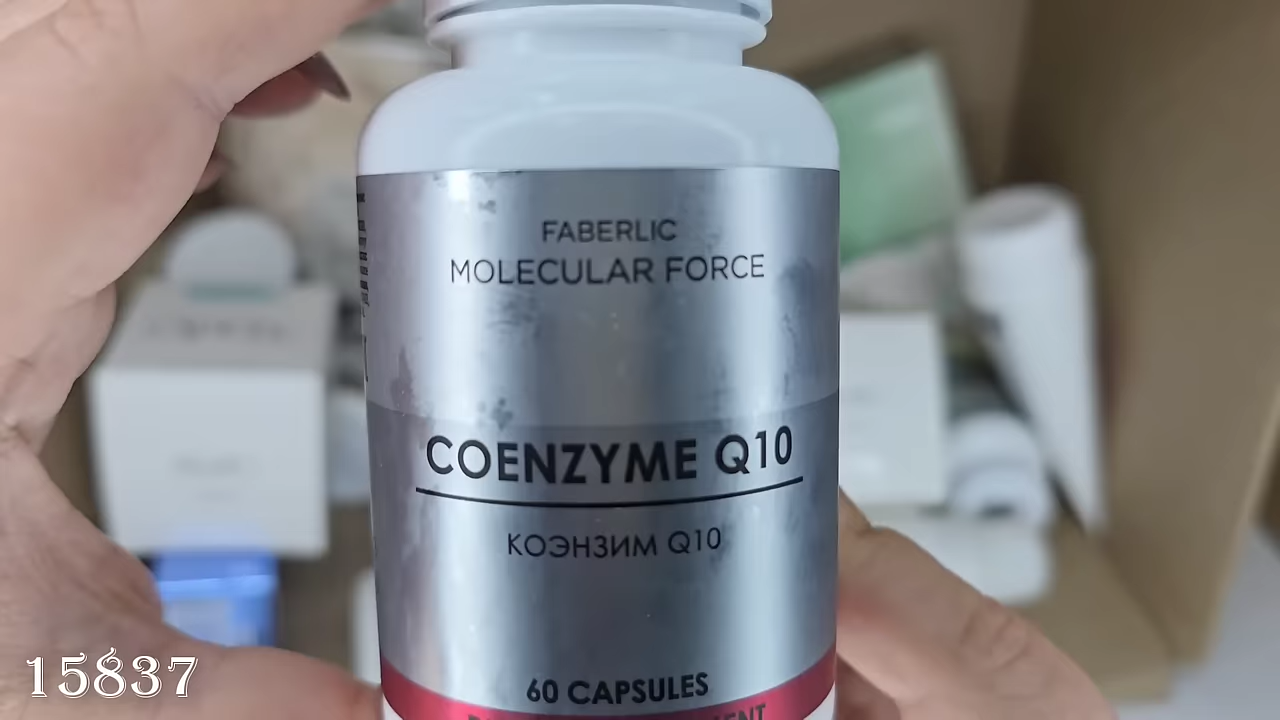 FABERLIC
MOLECULAR FORCE
COENZYME Q10
КОЭНЗИМ Q10
60 CAPSULES
15837